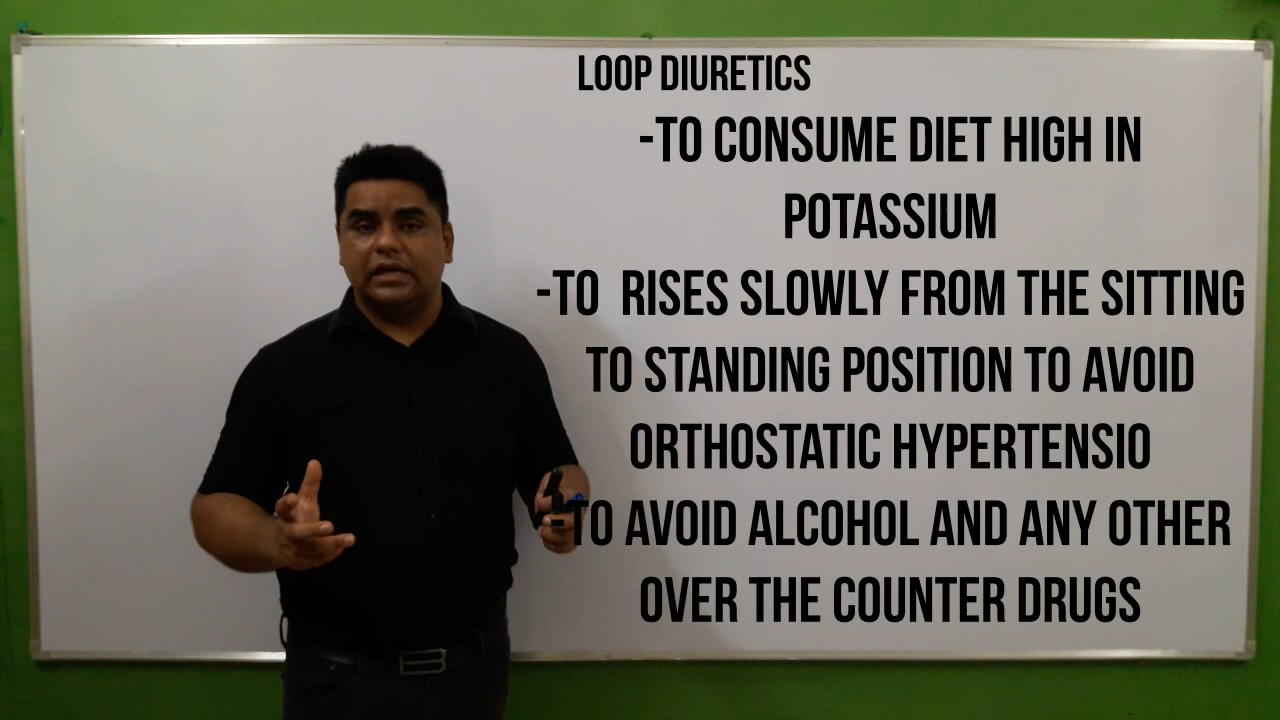 LOOP DIURETICS
-TO CONSUME DIET HIGH IN
POTASSIUM
-TO RISES SLOWLY FROM THE SITTING
TO STANDING POSITION TO AVOID
ORTHOSTATIC HYPERTENSIO
-TO AVOID ALCOHOL AND ANY OTHER
OVER THE COUNTER DRUGS